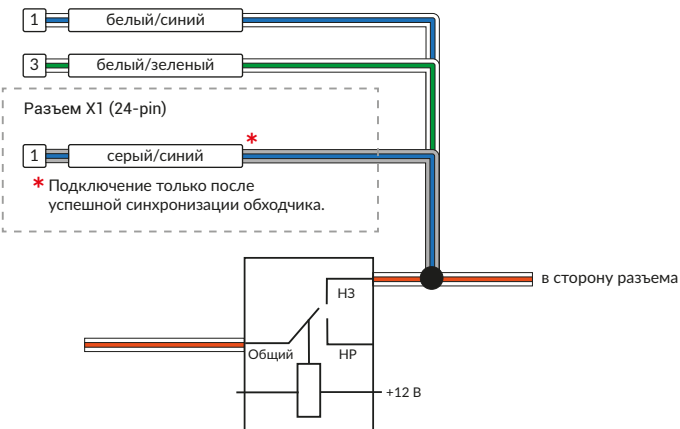 1 белый/синий
3 белый/зеленый
Разъем X1 (24-pin)
1 серый/синий *
* Подключение только после
успешной синхронизации обходчика.
в сторону разъема
НЗ
Общий НР
+12 В